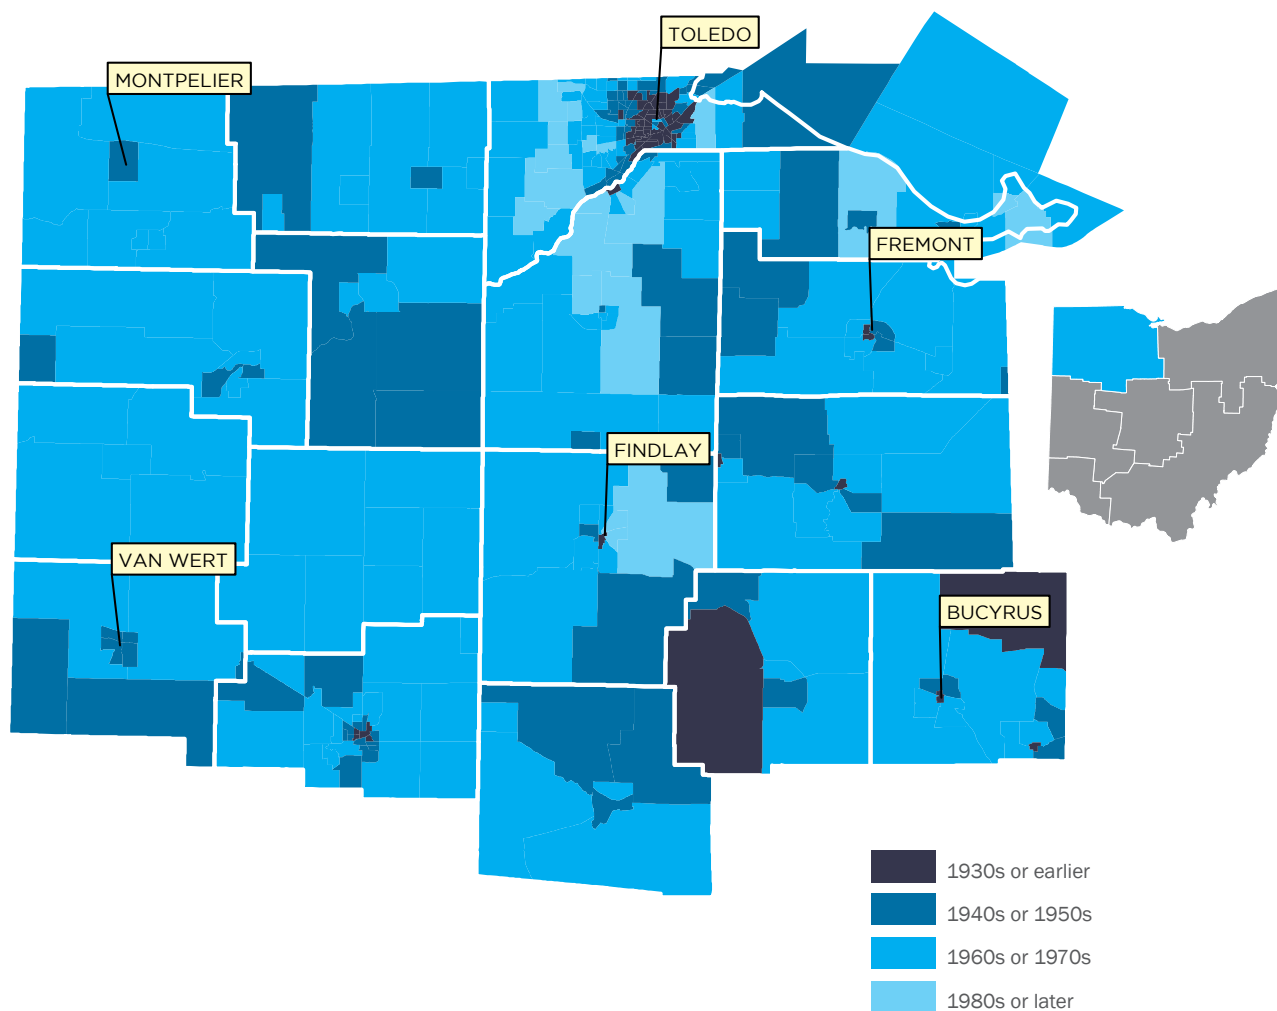 TOLEDO
MONTPELIER
FREMONT
FINDLAY
VAN WERT
BUCYRUS
1930s or earlier
1940s or 1950s
1960s or 1970s
1980s or later